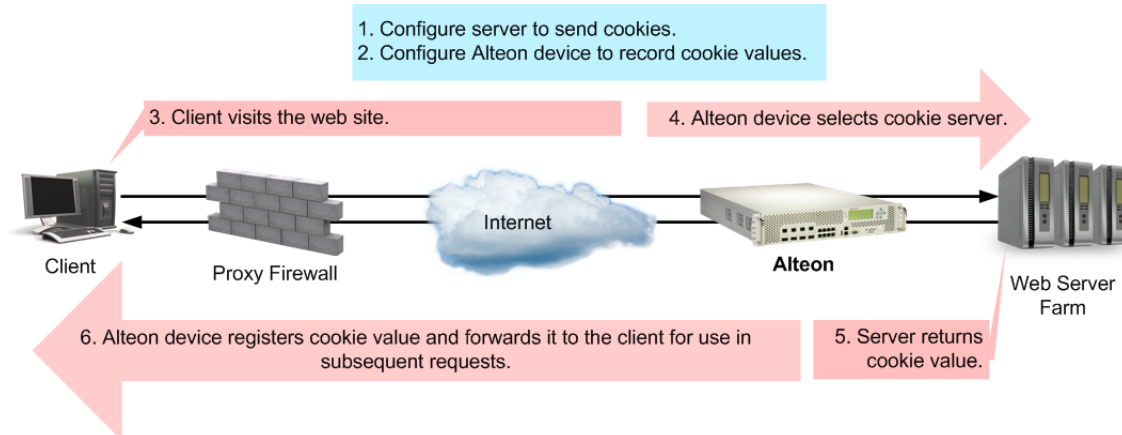 1. Configure server to send cookies.
2. Configure Alteon device to record cookie values.
3. Client visits the web site.
4. Alteon device selects cookie server.
Internet
Client
Proxy Firewall
Alteon
Web Server
Farm
6. Alteon device registers cookie value and forwards it to the client for use in
subsequent requests.
5. Server returns
cookie value.